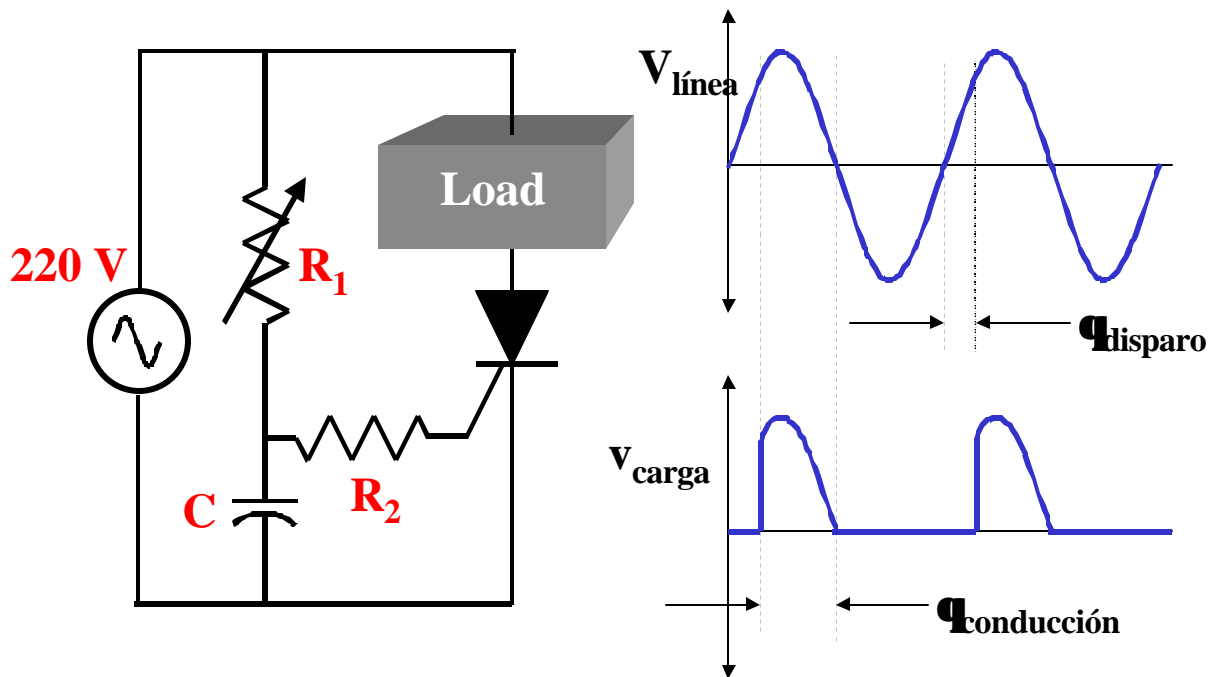 220 V
R1
C
R2
Load
Vlínea
qdisparo
vcarga
qconducción